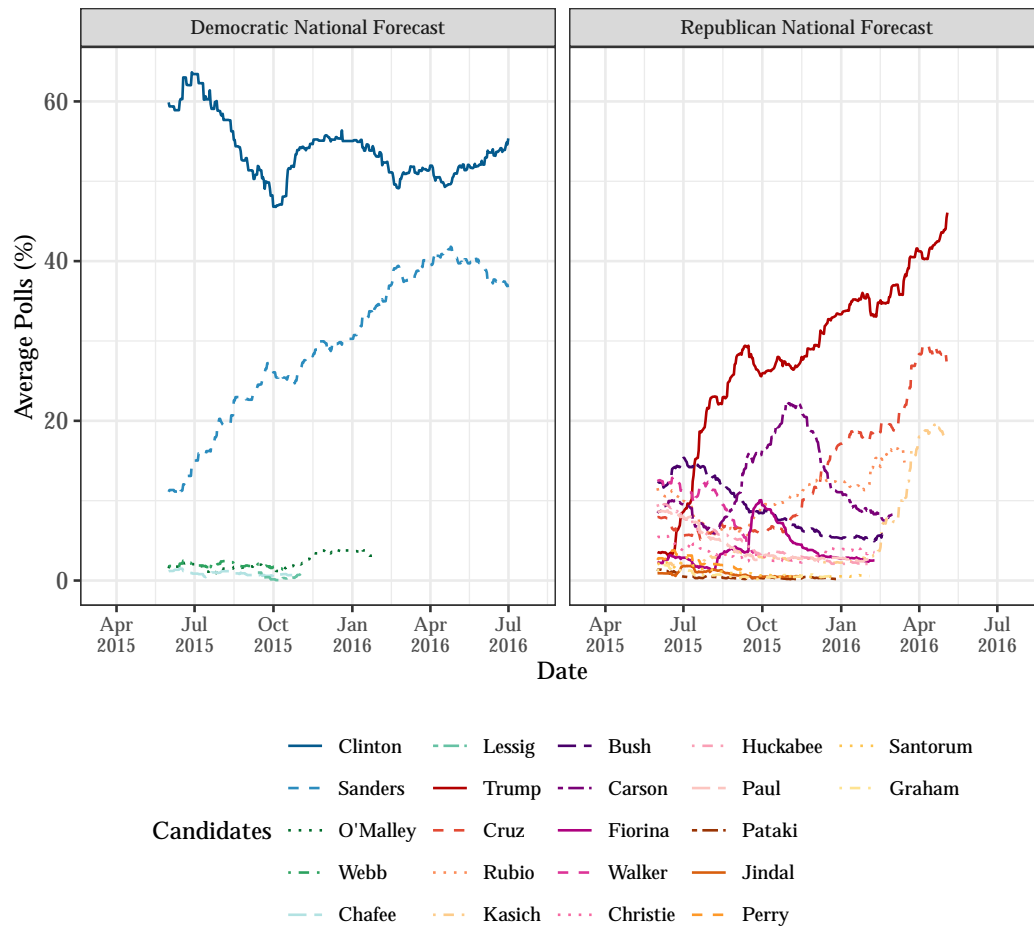 Democratic National Forecast
Republican National Forecast
Average Polls (%)
60
40
20
0
Apr Jul Oct Jan Apr Jul
2015 2015 2015 2016 2016 2016
Apr Jul Oct Jan Apr Jul
2015 2015 2015 2016 2016 2016
Date
Candidates
Clinton
Sanders
O'Malley
Webb
Chafee
Lessig
Trump
Cruz
Rubio
Kasich
Bush
Carson
Fiorina
Walker
Christie
Huckabee
Paul
Pataki
Jindal
Perry
Santorum
Graham